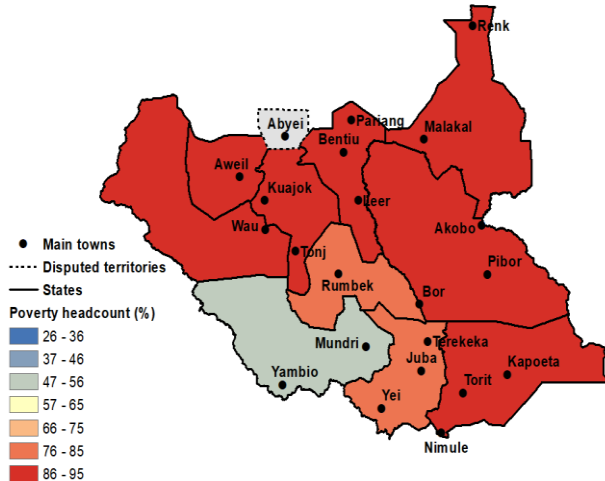 Renk
Pariang
Abyei
Malakal
Bentiu
Aweil
Kuajok
Leer
Akobo
Wau
Tonj
Pibor
Rumbek
Bor
Terekeka
Mundri
Juba
Kapoeta
Yambio
Torit
Yei
Nimule
Main towns
Disputed territories
States
Poverty headcount (%)
26 - 36
37 - 46
47 - 56
57 - 65
66 - 75
76 - 85
86 - 95